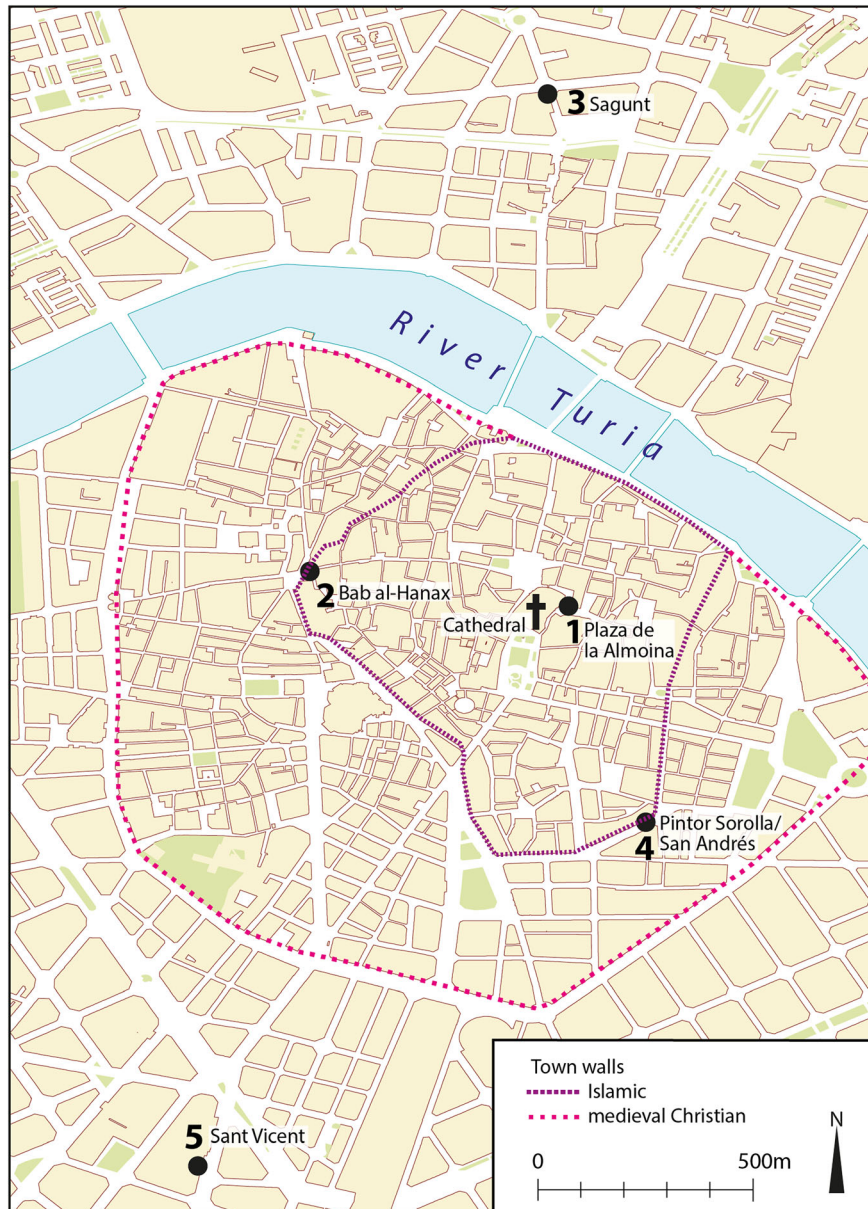 3 Sagunt
River
Turia
2 Bab al-Hanax
Cathedral
1 Plaza de
la Almoina
Pintor Sorolla/
4 San Andrés
5 Sant Vicent
Town walls
Islamic
medieval Christian
N
0 500m